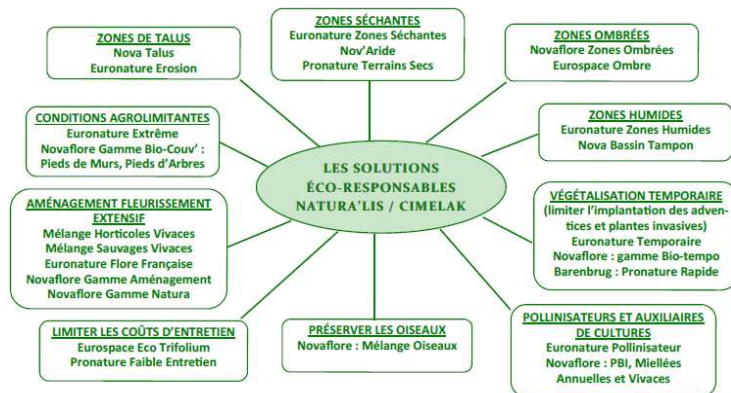 ZONES DE TALUS
Nova Talus
Euronature Erosion
ZONES SÉCHANTES
Euronature Zones Séchantes
Nov'Aride
Pronature Terrains Secs
ZONES OMBRÉES
Novaflore Zones Ombrées
Eurospace Ombre
CONDITIONS AGROLIMITANTES
Euronature Extrême
Novaflore Gamme Bio-Couv' :
Pieds de Murs, Pieds d'Arbres
ZONES HUMIDES
Euronature Zones Humides
Nova Bassin Tampon
LES SOLUTIONS
ÉCO-RESPONSABLES
NATURA'LIS / CIMELAK
AMÉNAGEMENT FLEURISSEMENT
EXTENSIF
Mélange Horticoles Vivaces
Mélange Sauvages Vivaces
Euronature Flore Française
Novaflore Gamme Aménagement
Novaflore Gamme Natura
VÉGÉTALISATION TEMPORAIRE
(limiter l'implantation des adven-
tices et plantes invasives)
Euronature Temporaire
Novaflore : gamme Bio-tempo
Barenbrug : Pronature Rapide
LIMITER LES COÛTS D'ENTRETIEN
Eurospace Eco Trifolium
Pronature Faible Entretien
PRÉSERVER LES OISEAUX
Novaflore : Mélange Oiseaux
POLLINISATEURS ET AUXILIAIRES
DE CULTURES
Euronature Pollinisateur
Novaflore : PBI, Miellées
Annuelles et Vivaces